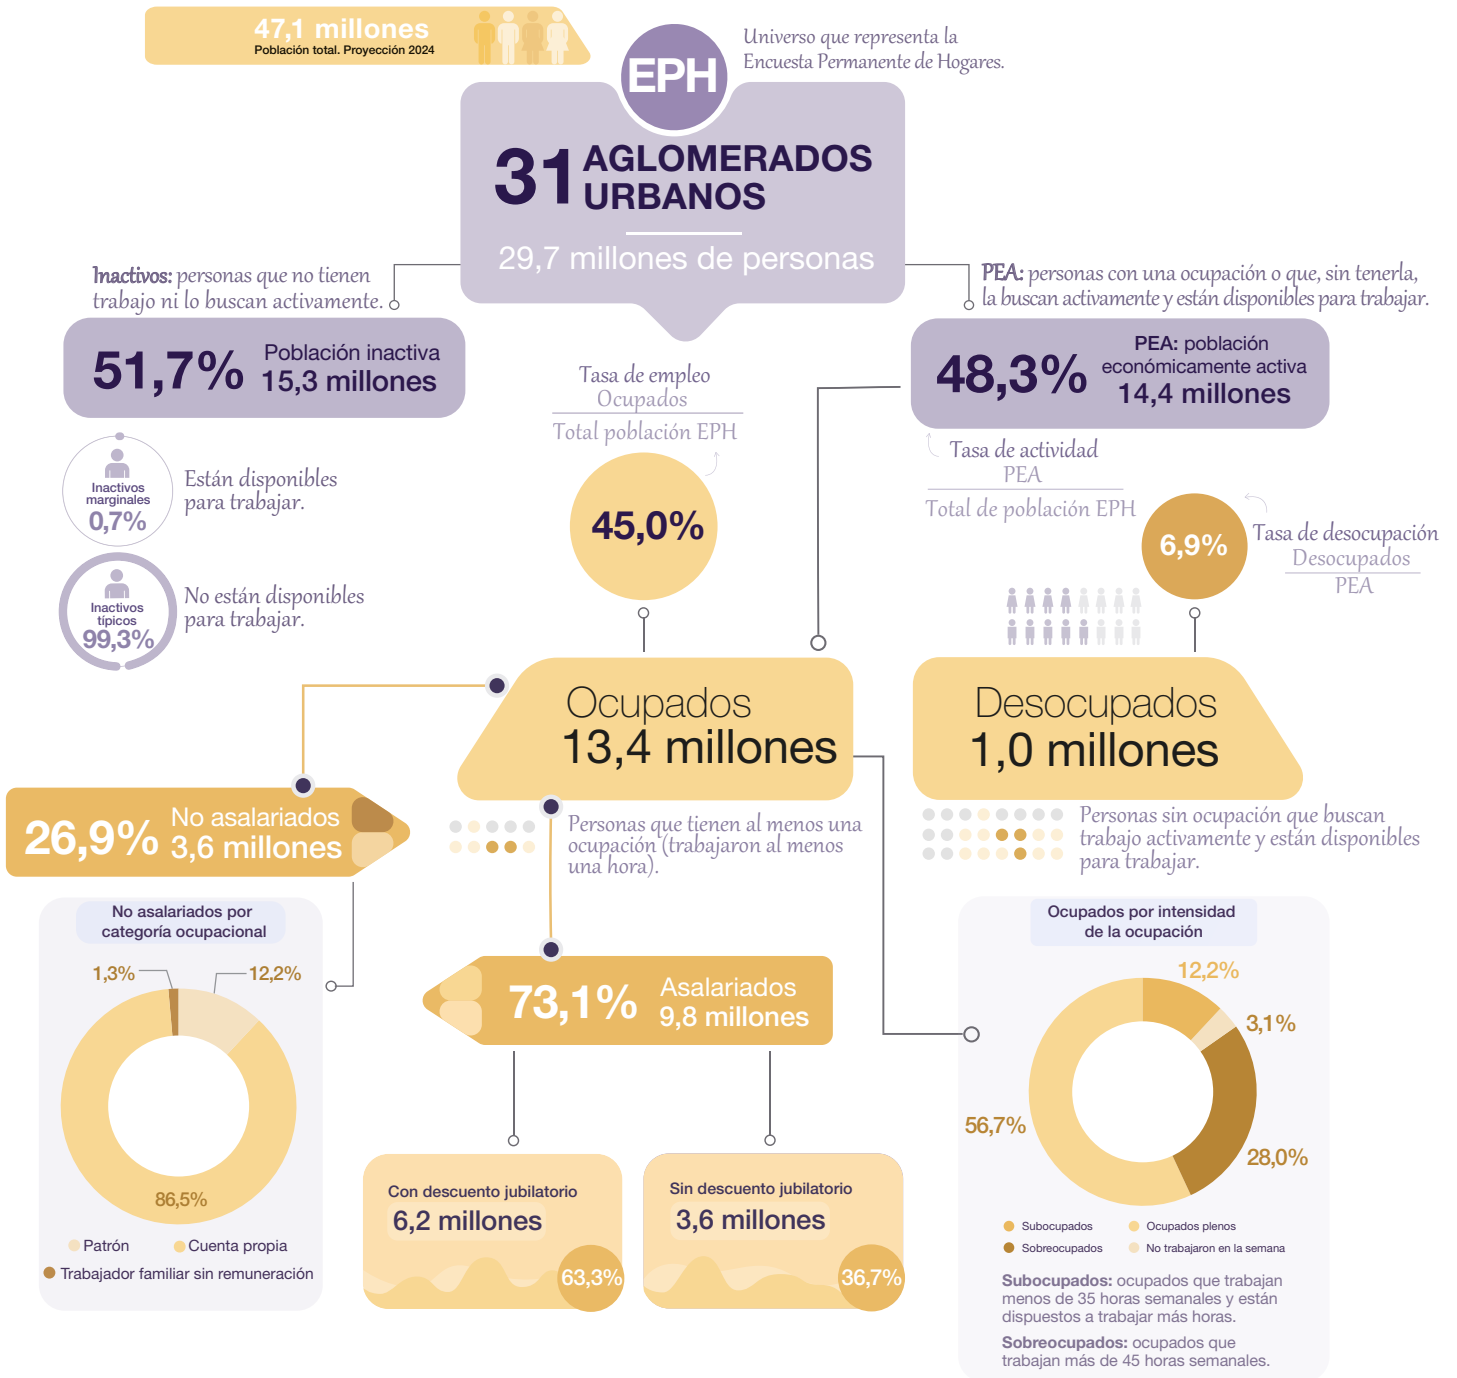 47,1 millones
Población total. Proyección 2024
EPH
Universo que representa la
Encuesta Permanente de Hogares.
31 AGLOMERADOS
URBANOS
29,7 millones de personas
Inactivos: personas que no tienen
trabajo ni lo buscan activamente.
PEA: personas con una ocupación o que, sin tenerla,
la buscan activamente y están disponibles para trabajar.
51,7%
Población inactiva
15,3 millones
48,3%
PEA: población
económicamente activa
14,4 millones
Tasa de empleo
Ocupados
Total población EPH
45,0%
Tasa de actividad
PEA
Total de población EPH
Inactivos
marginales
0,7%
Están disponibles
para trabajar.
6,9%
Tasa de desocupación
Desocupados
PEA
Inactivos
típicos
99,3%
No están disponibles
para trabajar.
Ocupados
13,4 millones
Desocupados
1,0 millones
26,9%
No asalariados
3,6 millones
Personas que tienen al menos una
ocupación (trabajaron al menos
una hora).
Personas sin ocupación que buscan
trabajo activamente y están disponibles
para trabajar.
No asalariados por
categoría ocupacional
1,3%
12,2%
86,5%
Patrón
Cuenta propia
Trabajador familiar sin remuneración
73,1%
Asalariados
9,8 millones
Con descuento jubilatorio
6,2 millones
63,3%
Sin descuento jubilatorio
3,6 millones
36,7%
Ocupados por intensidad
de la ocupación
12,2%
3,1%
56,7%
28,0%
Subocupados
Ocupados plenos
Sobreocupados
No trabajaron en la semana
Subocupados: ocupados que trabajan
menos de 35 horas semanales y están
dispuestos a trabajar más horas.
Sobreocupados: ocupados que
trabajan más de 45 horas semanales.